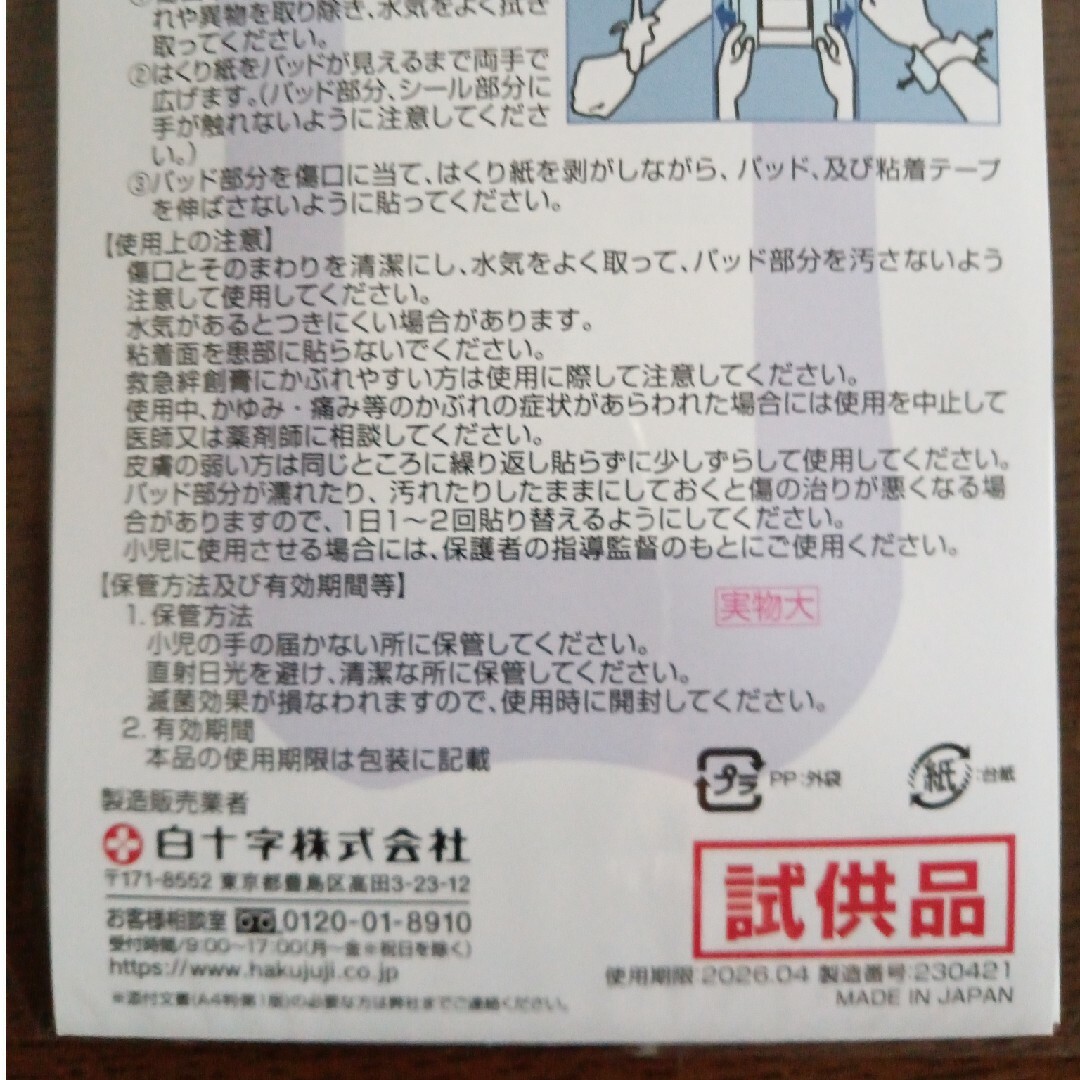 れや異物を取り除き、水気をよく拭き
取ってください。
②はくり紙をパッドが見えるまで両手で
広げます。(パッド部分、シール部分に
手が触れないように注意してくださ
い。)
③パッド部分を傷口に当て、はくり紙を剥がしながら、パッド、及び粘着テープ
を伸ばさないように貼ってください。
【使用上の注意】
傷口とそのまわりを清潔にし、水気をよく取って、パッド部分を汚さないよう
注意して使用してください。
水気があるとつきにくい場合があります。
粘着面を患部に貼らないでください。
救急絆創膏にかぶれやすい方は使用に際して注意してください。
使用中、かゆみ・痛み等のかぶれの症状があらわれた場合には使用を中止して
医師又は薬剤師に相談してください。
皮膚の弱い方は同じところに繰り返し貼らずに少しずらして使用してください。
パッド部分が濡れたり、汚れたりしたままにしておくと傷の治りが悪くなる場
合がありますので、1日1～2回貼り替えるようにしてください。
小児に使用させる場合には、保護者の指導監督のもとにご使用ください。
【保管方法及び有効期間等】
実物大
1. 保管方法
小児の手の届かない所に保管してください。
直射日光を避け、清潔な所に保管してください。
滅菌効果が損なわれますので、使用時に開封してください。
2. 有効期間
本品の使用期限は包装に記載
プラ PP:外袋
紙 :台紙
製造販売業者
白十字株式会社
〒171-8552 東京都豊島区高田3-23-12
お客様相談室 0120-01-8910
受付時間/9:00～17:00(月～金※祝日を除く)
https://www.hakujuji.co.jp
※添付文書(A4判第1版)の必要な方は弊社までご連絡ください。
試供品
使用期限:2026.04 製造番号:230421
MADE IN JAPAN